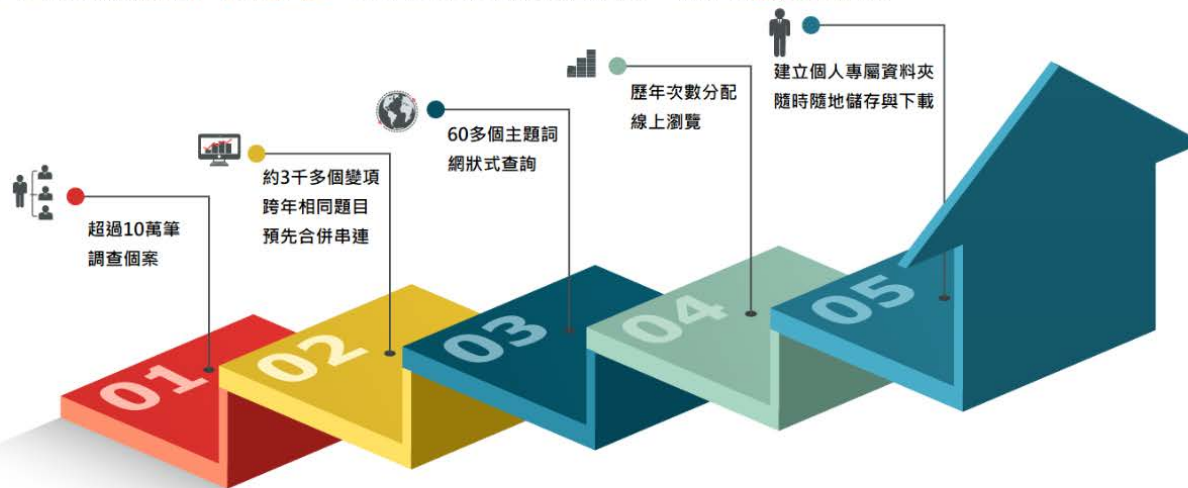 超過10萬筆
調查個案
約3千多個變項
跨年相同題目
預先合併串連
60多個主題詞
網狀式查詢
歷年次數分配
線上瀏覽
建立個人專屬資料夾
隨時隨地儲存與下載
01
02
03
04
05